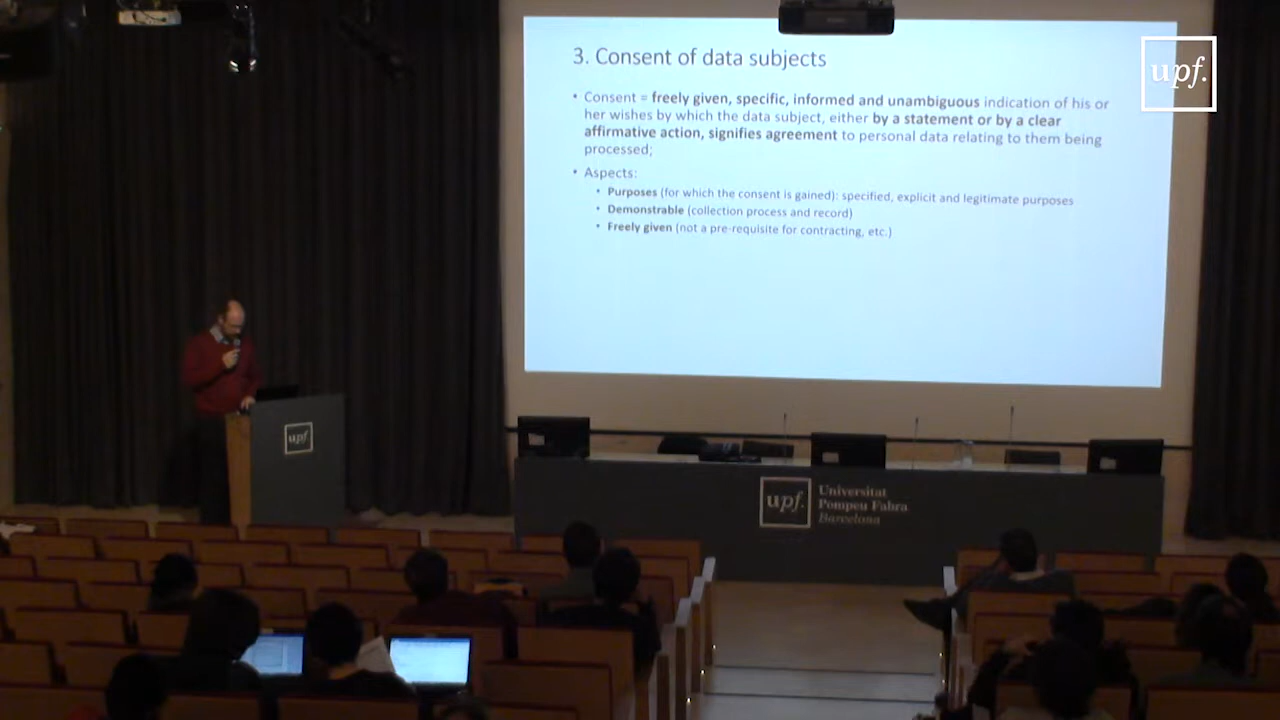 3. Consent of data subjects
• Consent = freely given, specific, informed and unambiguous indication of his or
her wishes by which the data subject, either by a statement or by a clear
affirmative action, signifies agreement to personal data relating to them being
processed;
• Aspects:
• Purposes (for which the consent is gained): specified, explicit and legitimate purposes
• Demonstrable (collection process and record)
• Freely given (not a pre-requisite for contracting, etc.)
upf.
upf.
upf.
Universitat
Pompeu Fabra
Barcelona